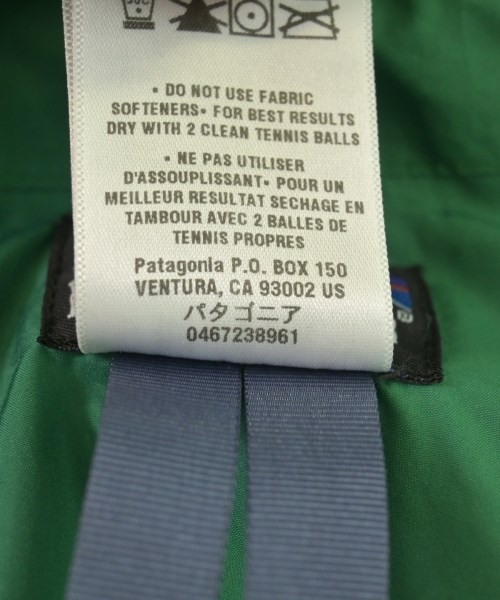 • DO NOT USE FABRIC
SOFTENERS• FOR BEST RESULTS
DRY WITH 2 CLEAN TENNIS BALLS
• NE PAS UTILISER
D'ASSOUPLISSANT• POUR UN
MEILLEUR RESULTAT SECHAGE EN
TAMBOUR AVEC 2 BALLES DE
TENNIS PROPRES
Patagonia P.O. BOX 150
VENTURA, CA 93002 US
パタゴニア
0467238961